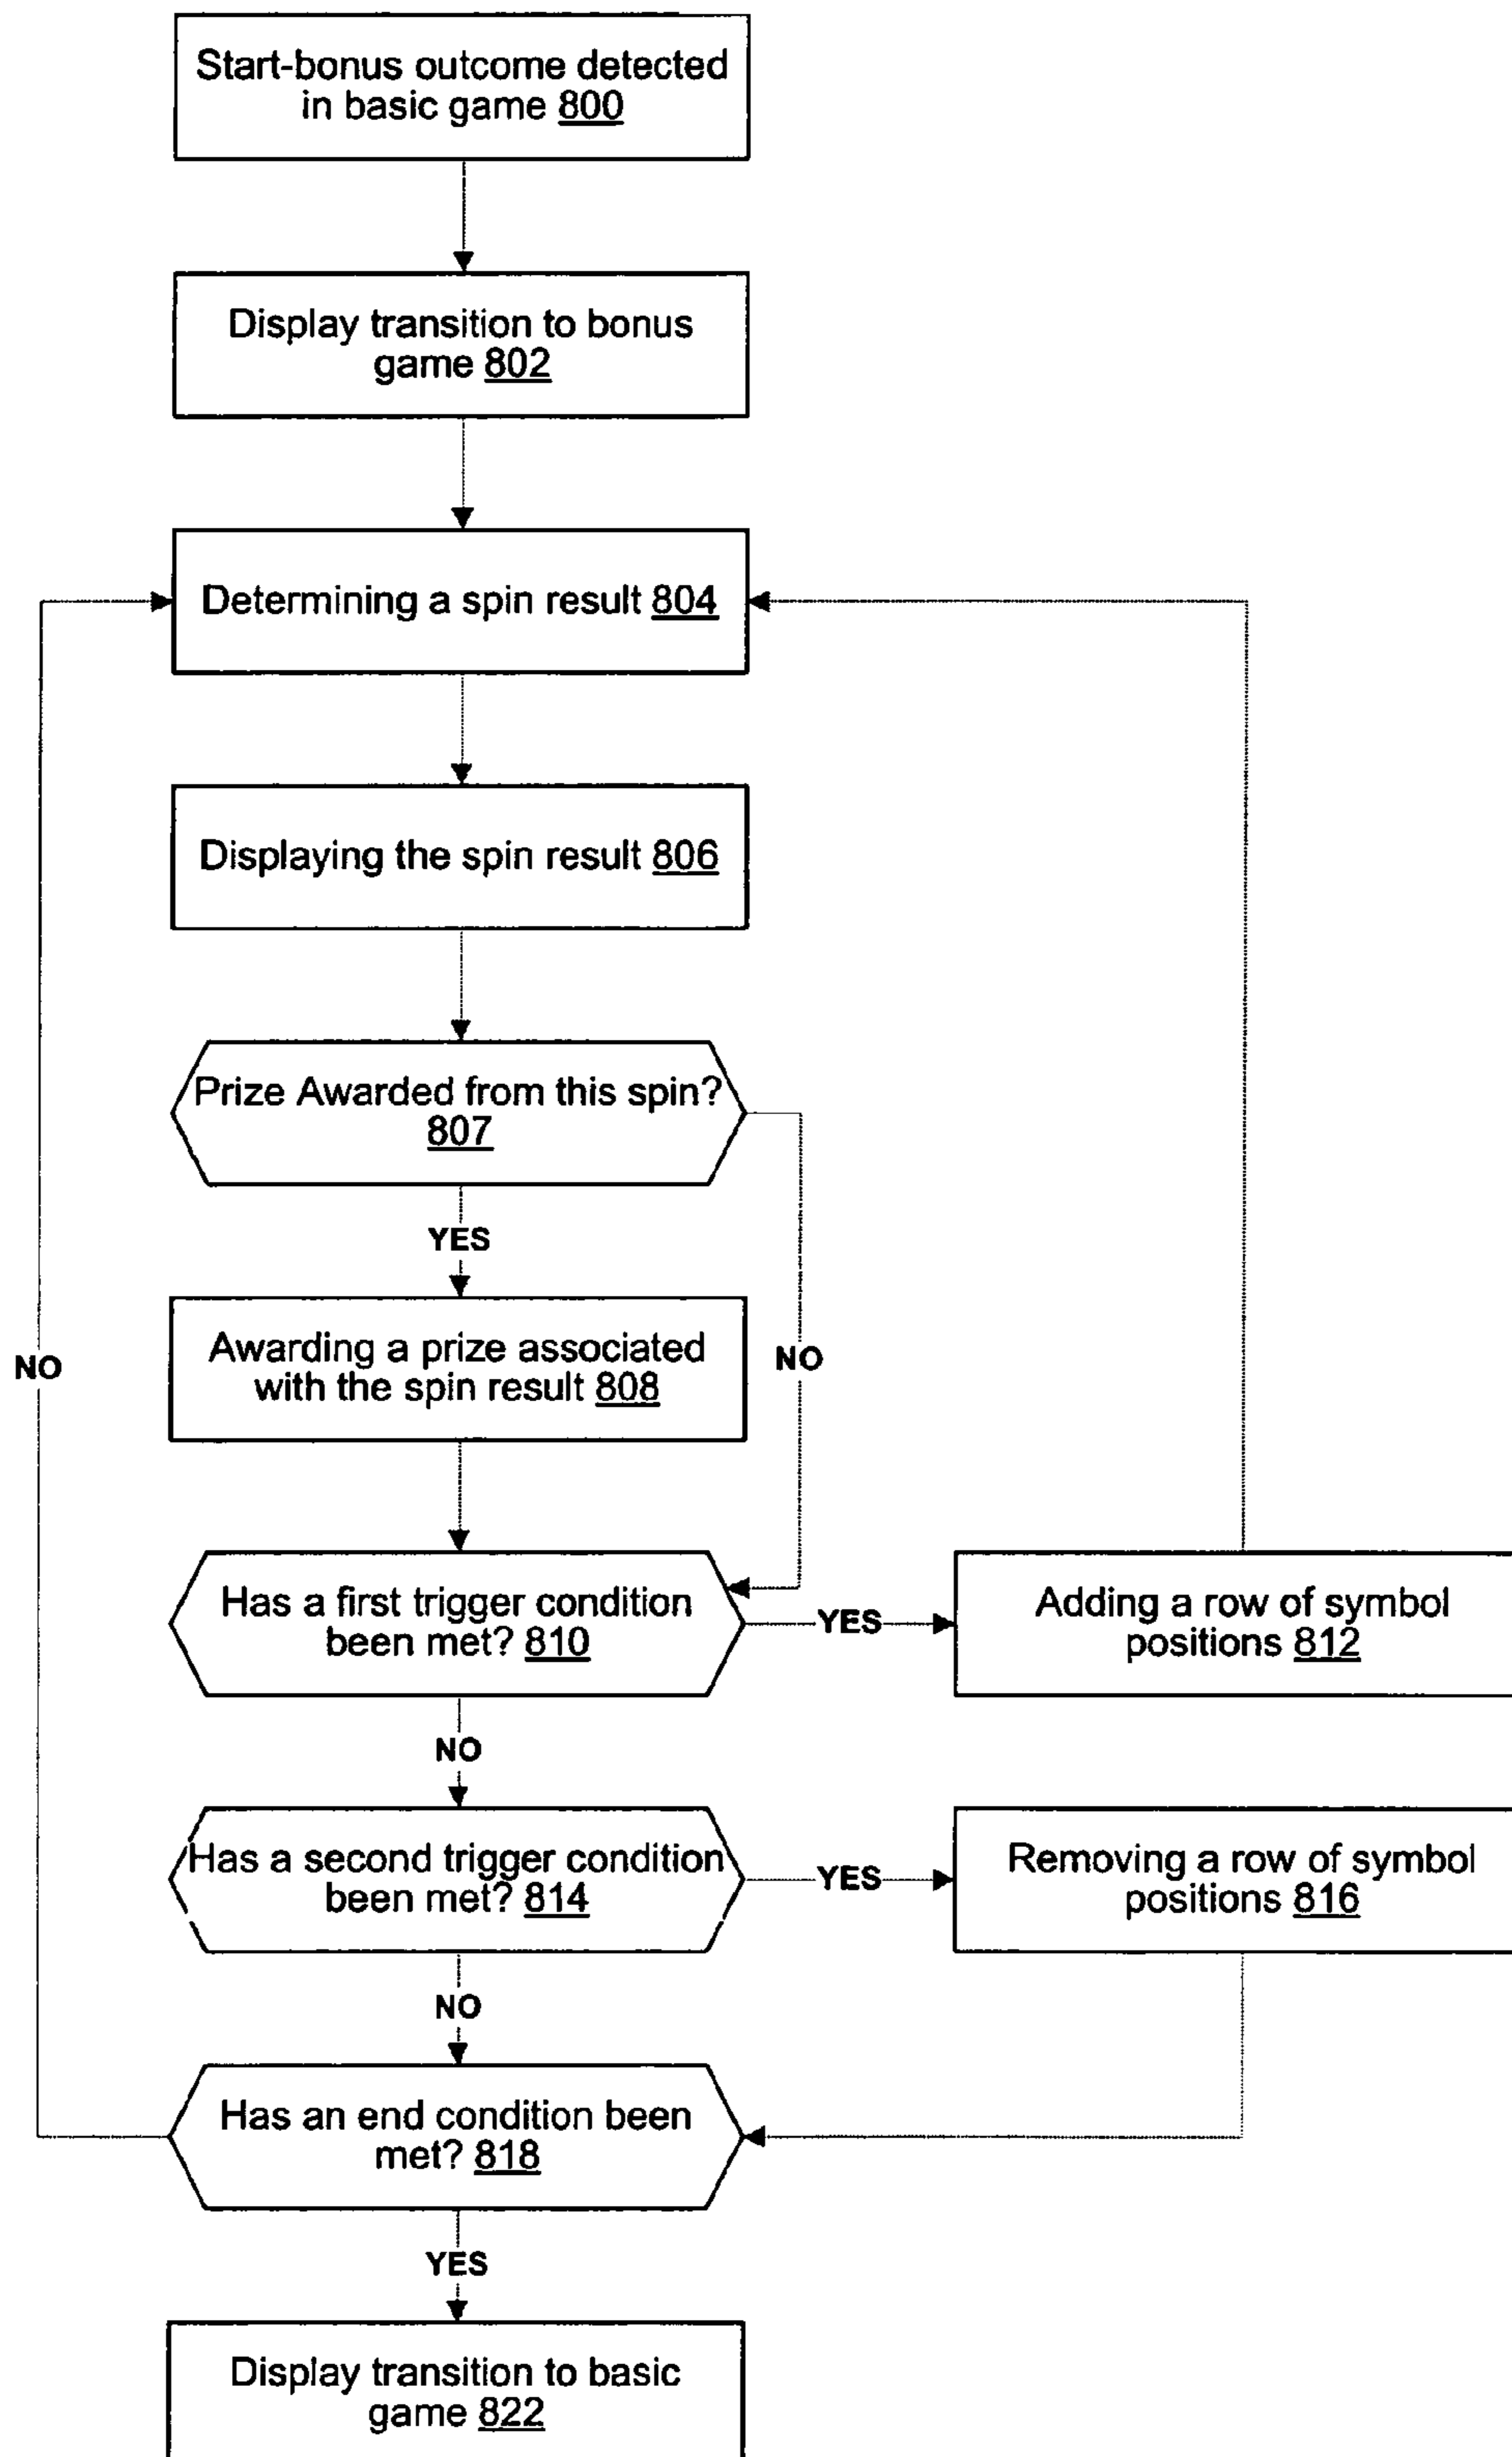 Start-bonus outcome detected
in basic game 800
Display transition to bonus
game 802
Determining a spin result 804
Displaying the spin result 806
Prize Awarded from this spin?
807
YES
Awarding a prize associated
with the spin result 808
NO
NO
Has a first trigger condition
been met? 810
YES
Adding a row of symbol
positions 812
NO
Has a second trigger condition
been met? 814
YES
Removing a row of symbol
positions 816
NO
Has an end condition been
met? 818
YES
Display transition to basic
game 822